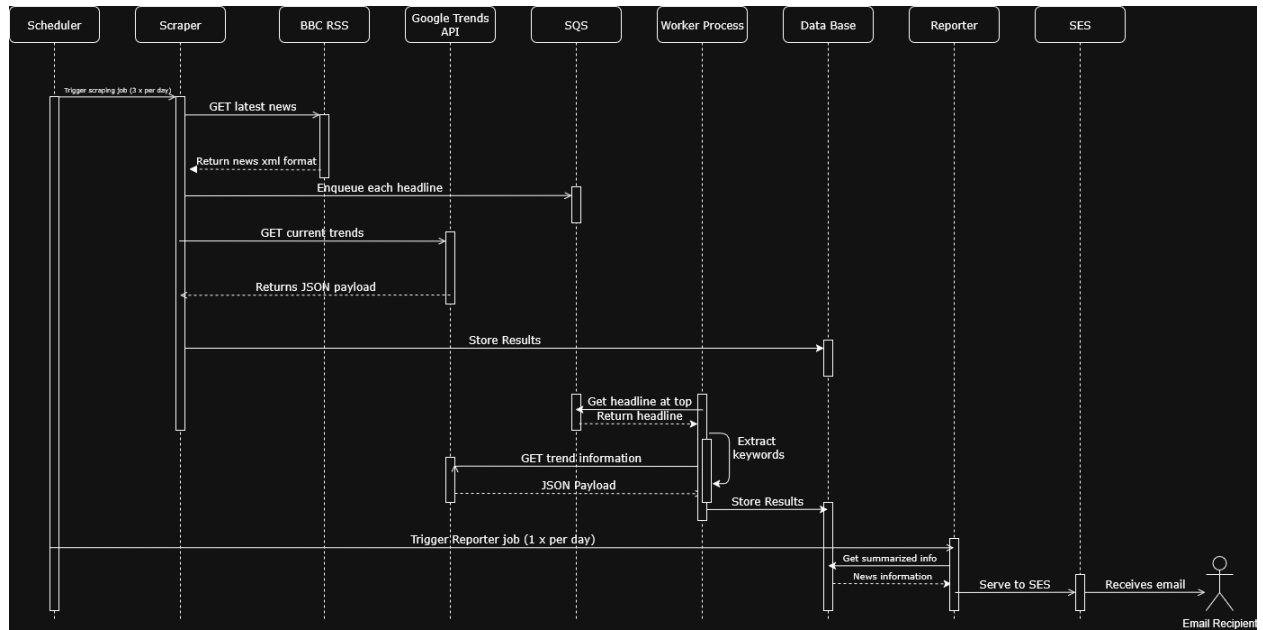 Scheduler
Scraper
BBC RSS
Google Trends
API
SQS
Worker Process
Data Base
Reporter
SES
Trigger scraping job (3 x per day)
GET latest news
Return news xml format
Enqueue each headline
GET current trends
Returns JSON payload
Store Results
Get headline at top
Return headline
Extract
keywords
GET trend information
JSON Payload
Store Results
Trigger Reporter job (1 x per day)
Get summarized info
News information
Serve to SES
Receives email
Email Recipient